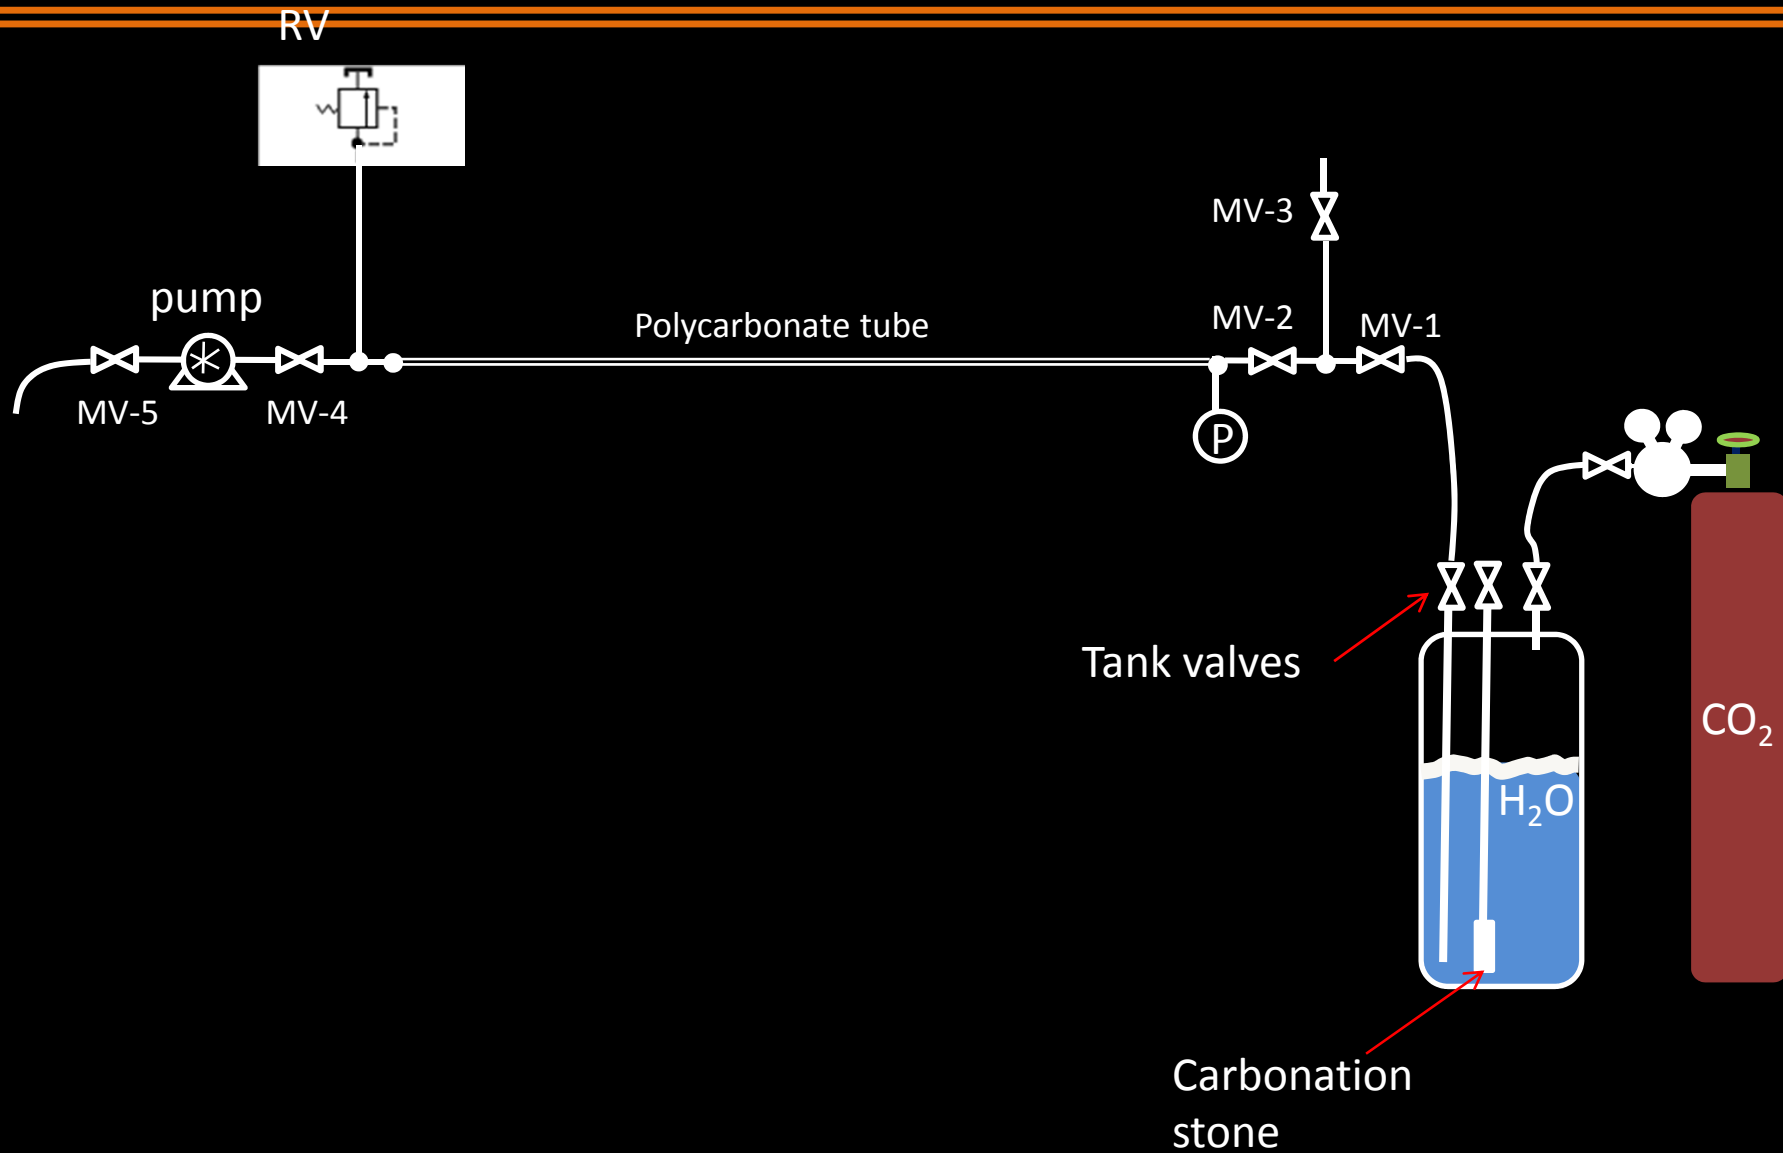 RV
MV-3
pump
Polycarbonate tube
MV-2
MV-1
MV-5
MV-4
P
Tank valves
CO₂
H₂O
Carbonation
stone